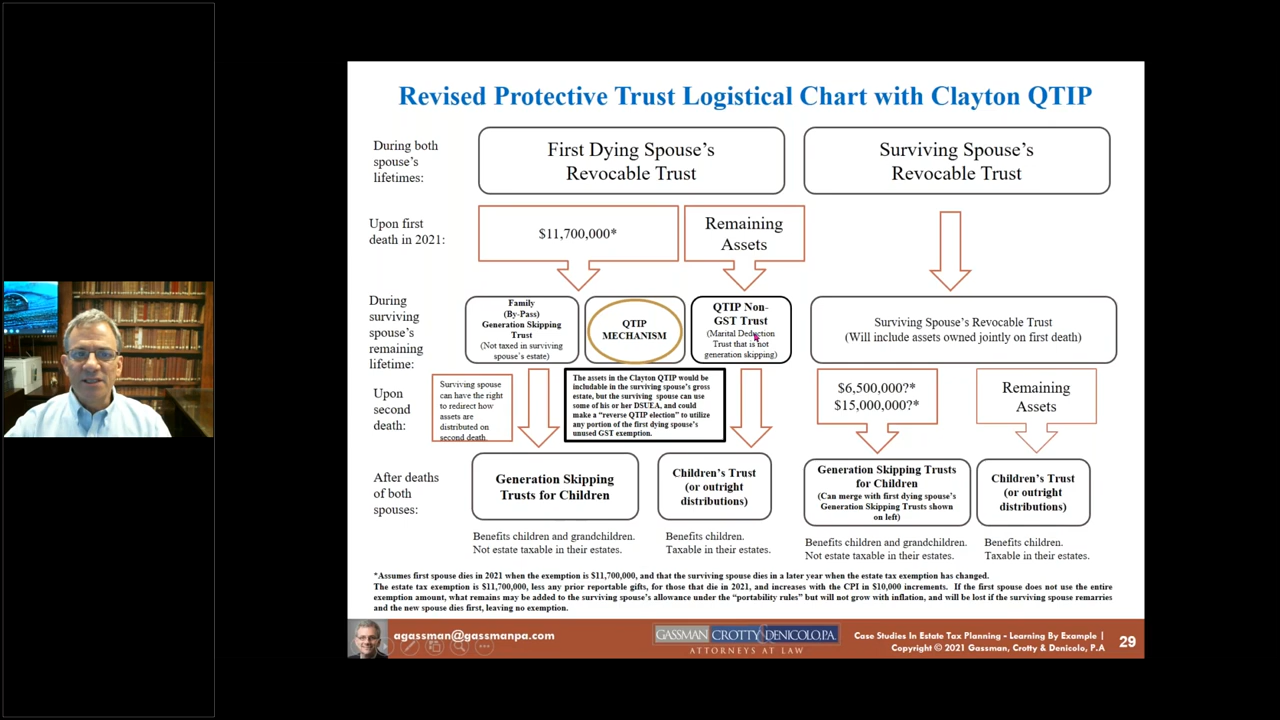 Revised Protective Trust Logistical Chart with Clayton QTIP
During both
spouse's
lifetimes:
First Dying Spouse's
Revocable Trust
Surviving Spouse's
Revocable Trust
Upon first
death in 2021:
$11,700,000*
Remaining
Assets
During
surviving
spouse's
remaining
lifetime:
Family
(By-Pass)
Generation Skipping
Trust
(Not taxed in surviving
spouse's estate)
QTIP
MECHANISM
QTIP Non-
GST Trust
(Marital Deduction
Trust that is not
generation skipping)
Surviving Spouse's Revocable Trust
(Will include assets owned jointly on first death)
Upon
second
death:
Surviving spouse
can have the right
to redirect how
assets are
distributed on
second death.
The assets in the Clayton QTIP would be
includable in the surviving spouse's gross
estate, but the surviving spouse can use
some of his or her DSUEA, and could
make a "reverse QTIP election" to utilize
any portion of the first dying spouse's
unused GST exemption.
$6,500,000?*
$15,000,000?*
Remaining
Assets
After deaths
of both
spouses:
Generation Skipping
Trusts for Children
Children's Trust
(or outright
distributions)
Generation Skipping Trusts
for Children
(Can merge with first dying spouse's
Generation Skipping Trusts shown
on left)
Children's Trust
(or outright
distributions)
Benefits children and grandchildren.
Not estate taxable in their estates.
Benefits children.
Taxable in their estates.
Benefits children and grandchildren.
Not estate taxable in their estates.
Benefits children.
Taxable in their estates.
*Assumes first spouse dies in 2021 when the exemption is $11,700,000, and that the surviving spouse dies in a later year when the estate tax exemption has changed.
The estate tax exemption is $11,700,000, less any prior reportable gifts, for those that die in 2021, and increases with the CPI in $10,000 increments. If the first spouse does not use the entire
exemption amount, what remains may be added to the surviving spouse's allowance under the "portability rules" but will not grow with inflation, and will be lost if the surviving spouse remarries
and the new spouse dies first, leaving no exemption.
agassman@gassmanpa.com
GASSMAN CROTTY DENICOLO, P.A.
ATTORNEYS AT LAW
Case Studies In Estate Tax Planning - Learning By Example |
Copyright © 2021 Gassman, Crotty & Denicolo, P.A
29